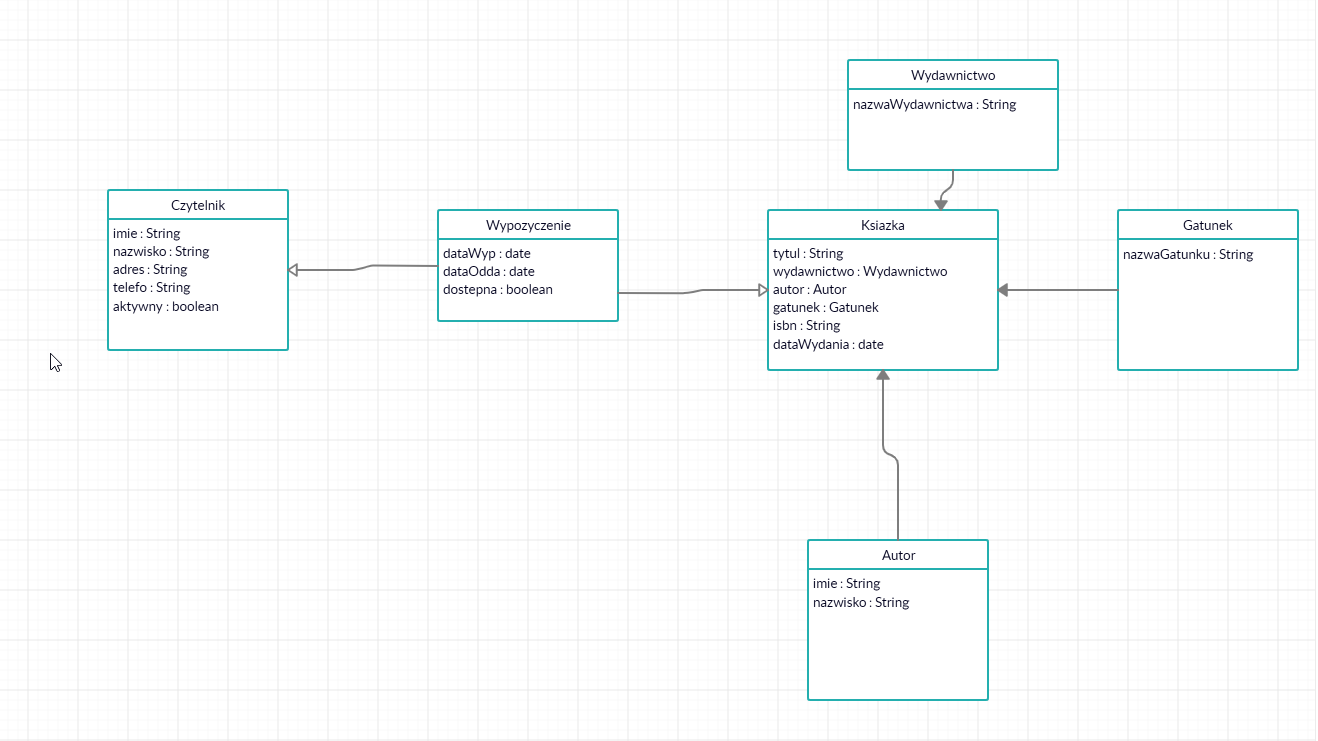 Wydawnictwo
nazwaWydawnictwa : String
Czytelnik
imie : String
nazwisko : String
adres : String
telefo : String
aktywny : boolean
Wypozyczenie
dataWyp : date
dataOdda : date
dostepna : boolean
Ksiazka
tytul : String
wydawnictwo : Wydawnictwo
autor : Autor
gatunek : Gatunek
isbn : String
dataWydania : date
Gatunek
nazwaGatunku : String
Autor
imie : String
nazwisko : String